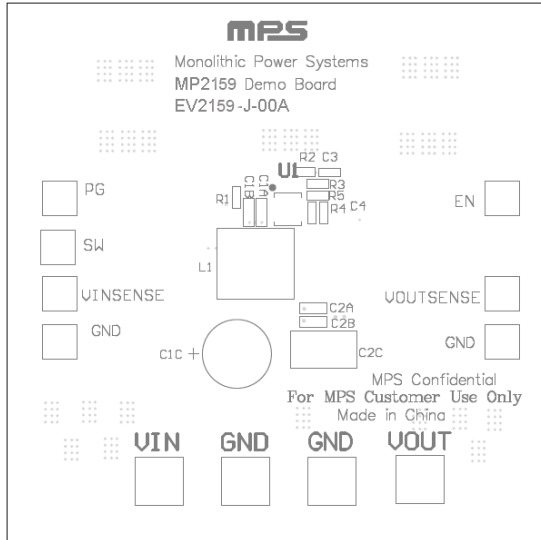 mps
Monolithic Power Systems
MP2159 Demo Board
EV2159-J-00A
U1
R2 C3
R3
R5
R4 C4
C1B C1A
R1
PG
EN
SW
L1
VINSENSE
VOUTSENSE
C2A
C2B
GND
GND
C1C +
C2C
MPS Confidential
For MPS Customer Use Only
Made in China
VIN GND GND VOUT